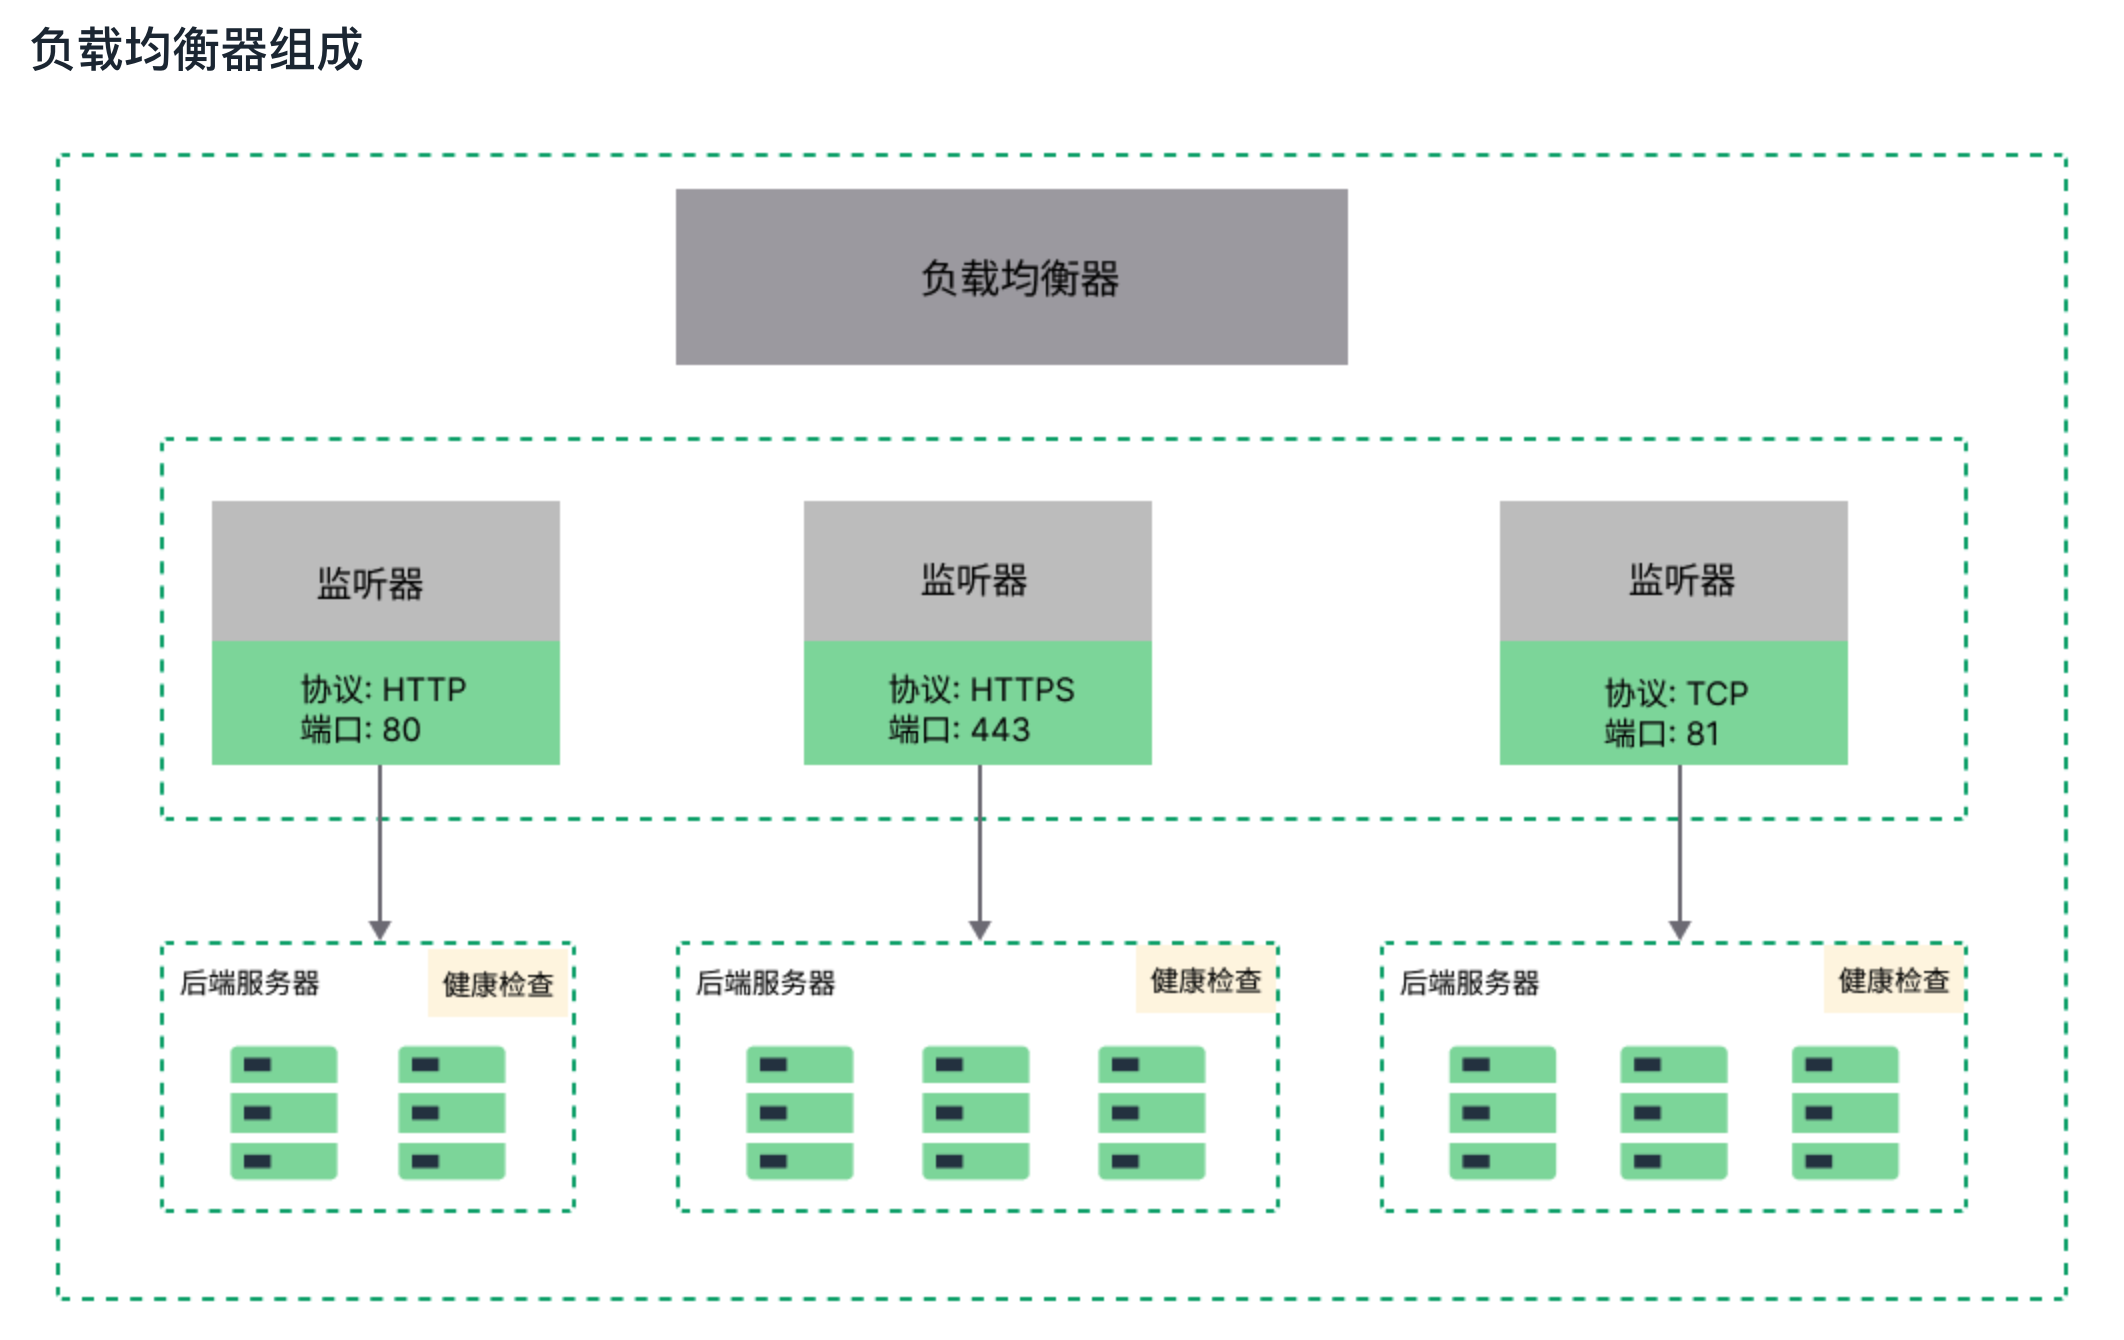 负载均衡器组成
负载均衡器
监听器
协议: HTTP
端口: 80
监听器
协议: HTTPS
端口: 443
监听器
协议: TCP
端口: 81
后端服务器
健康检查
后端服务器
健康检查
后端服务器
健康检查